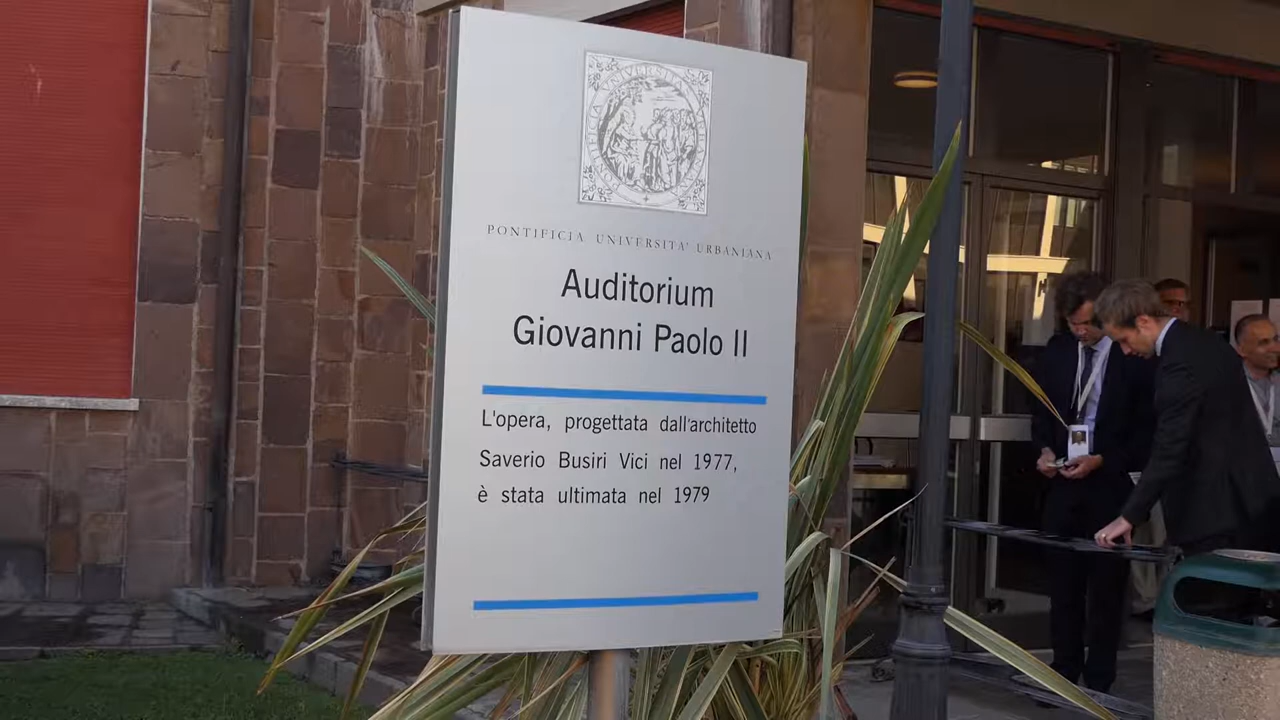 PONTIFICIA UNIVERSITA' URBANIANA
Auditorium
Giovanni Paolo II
L'opera, progettata dall'architetto
Saverio Busiri Vici nel 1977,
è stata ultimata nel 1979